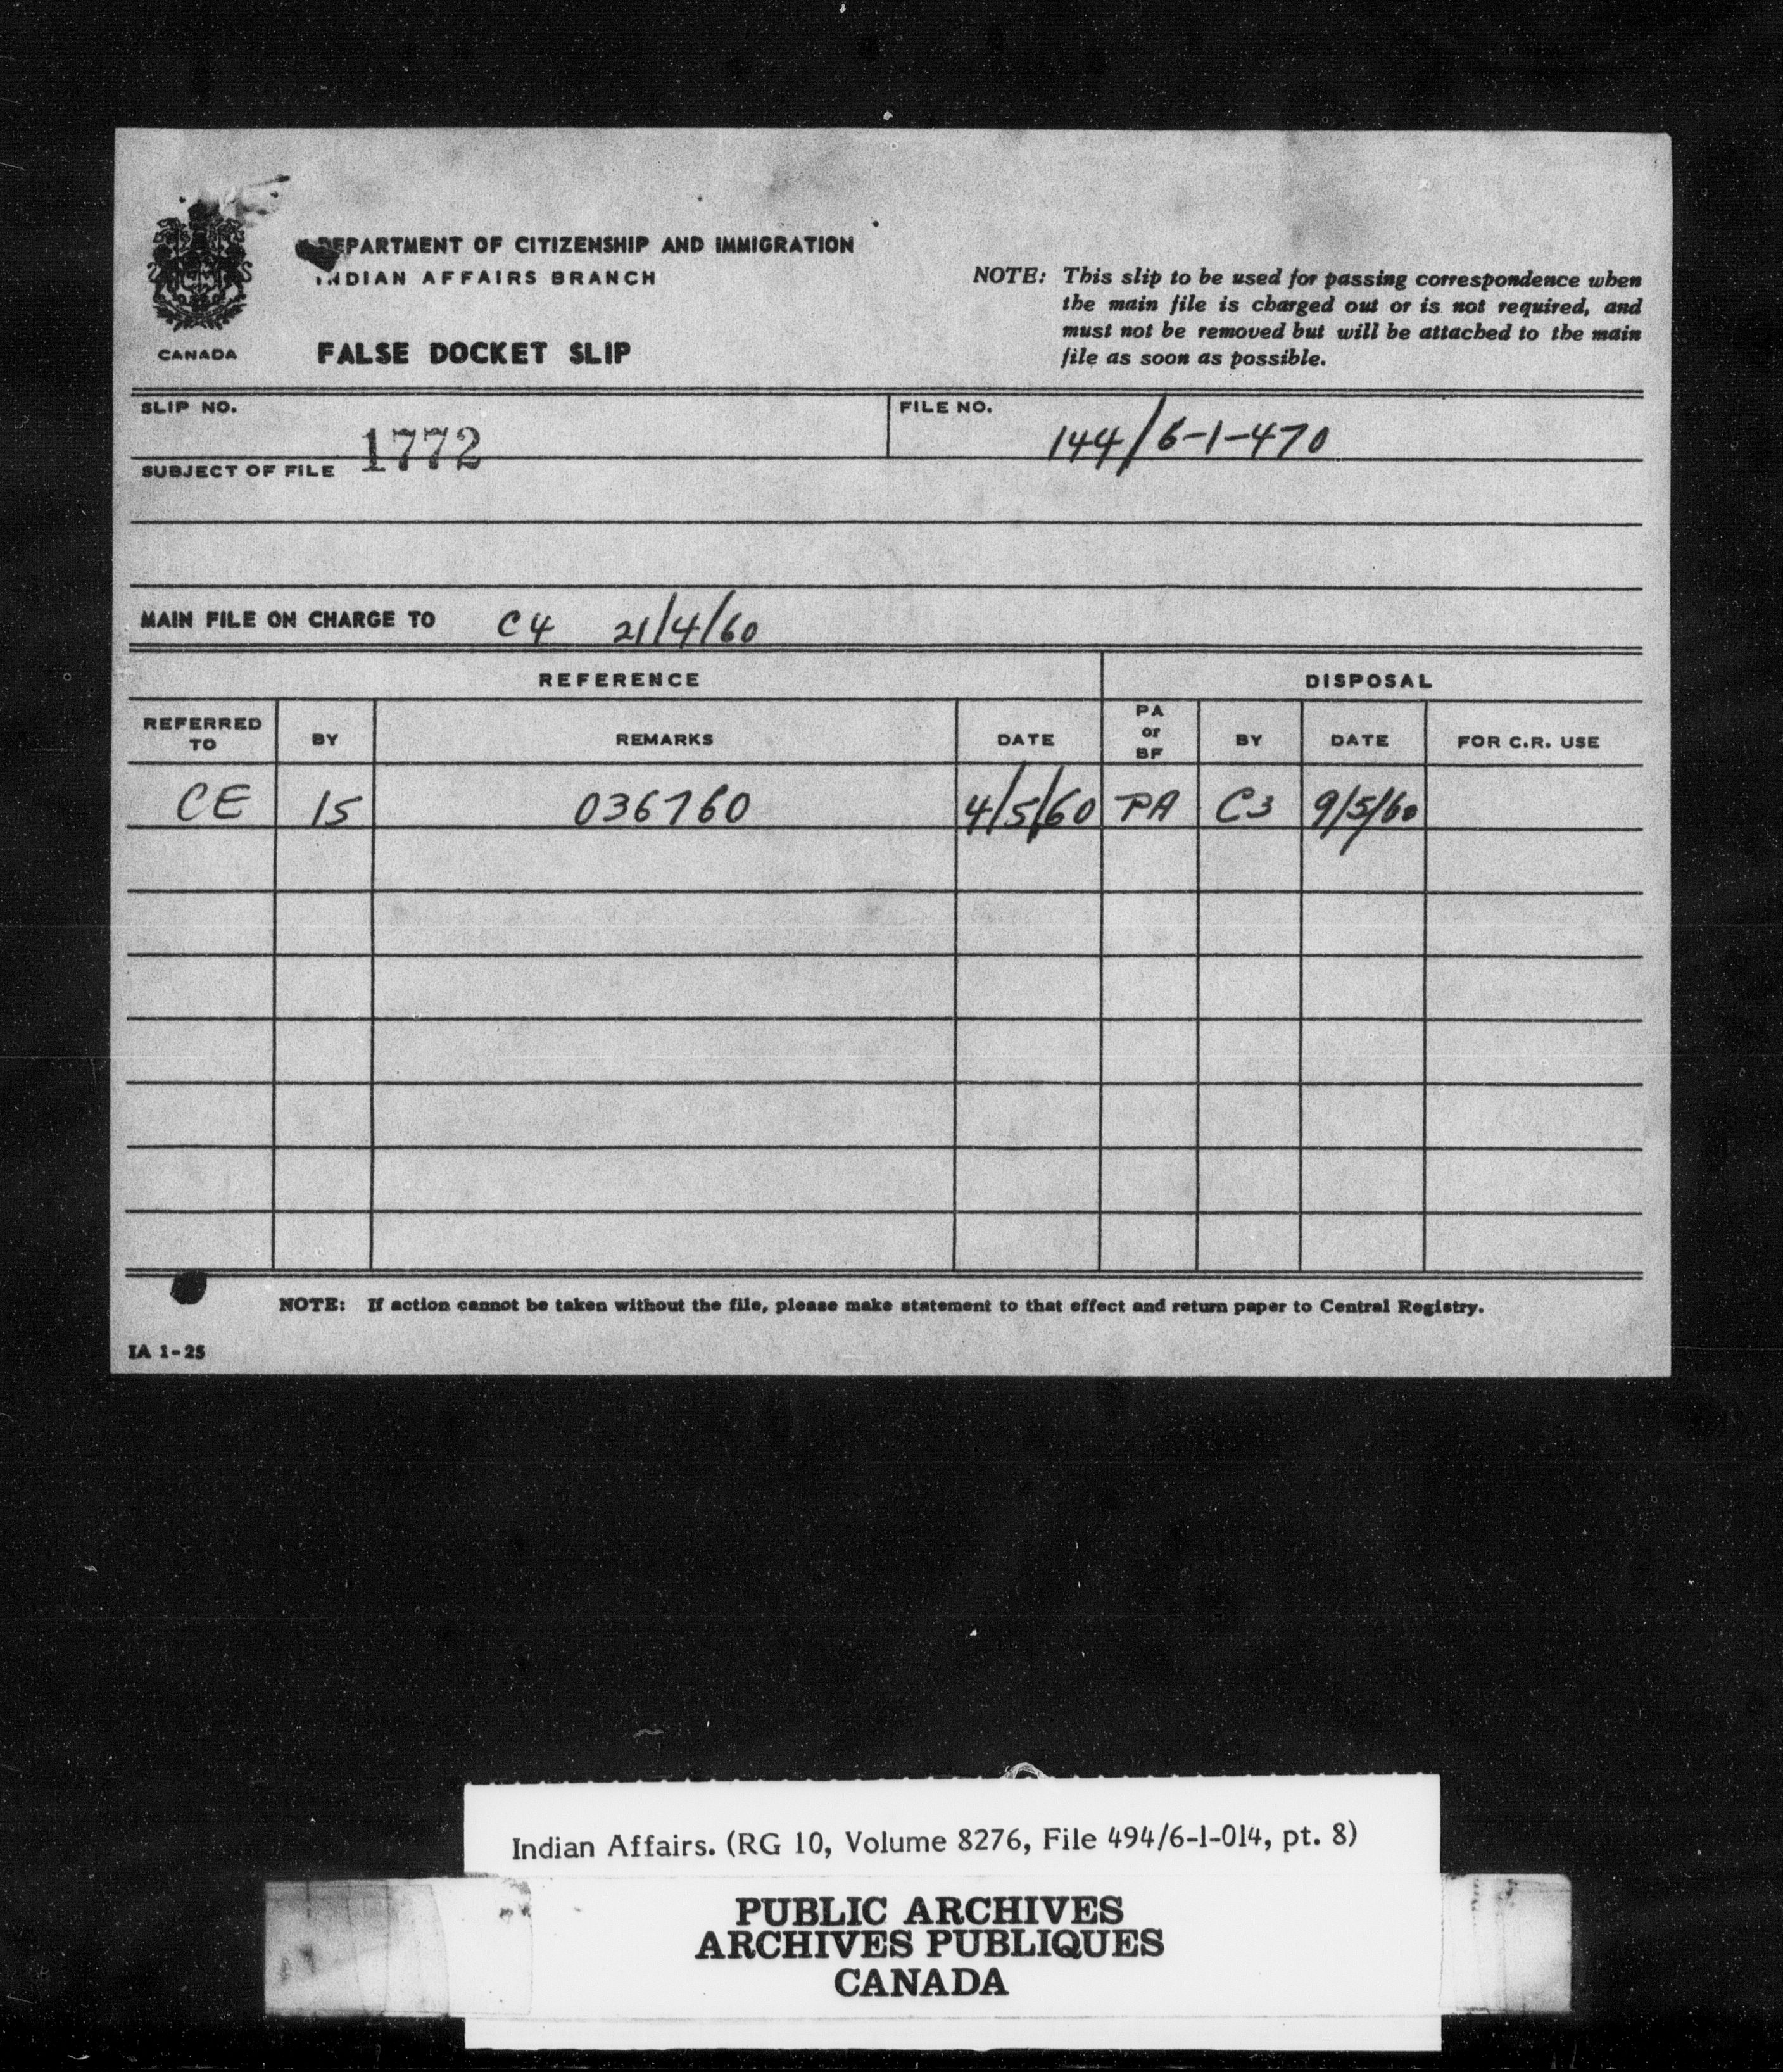 DEPARTMENT OF CITIZENSHIP AND IMMIGRATION
INDIAN AFFAIRS BRANCH
CANADA
FALSE DOCKET SLIP
NOTE: This slip to be used for passing correspondence when
the main file is charged out or is not required, and
must not be removed but will be attached to the main
file as soon as possible.
SLIP NO. 1772
FILE NO. 144/6-1-470
SUBJECT OF FILE
MAIN FILE ON CHARGE TO C4 21/4/60
REFERENCE DISPOSAL
REFERRED TO BY REMARKS DATE PA or BF BY DATE FOR C.R. USE
CE 15 036760 4/5/60 PA C3 9/5/60
NOTE: If action cannot be taken without the file, please make statement to that effect and return paper to Central Registry.
IA 1-25
Indian Affairs. (RG 10, Volume 8276, File 494/6-1-014, pt. 8)
PUBLIC ARCHIVES
ARCHIVES PUBLIQUES
CANADA